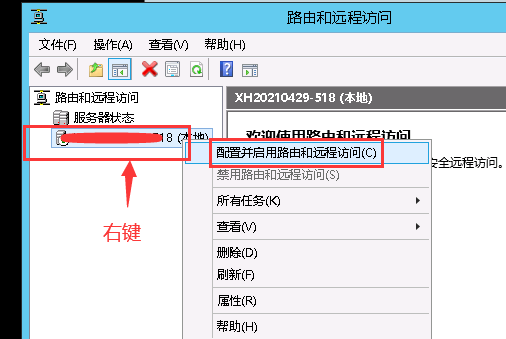 路由和远程访问
文件(F) 操作(A) 查看(V) 帮助(H)
路由和远程访问
服务器状态
518 (本地)
XH20210429-518 (本地)
欢迎使用路由和远程访问
安全远程访问。
配置并启用路由和远程访问(C)
禁用路由和远程访问(S)
所有任务(K)
查看(V)
删除(D)
刷新(F)
属性(R)
帮助(H)
右键